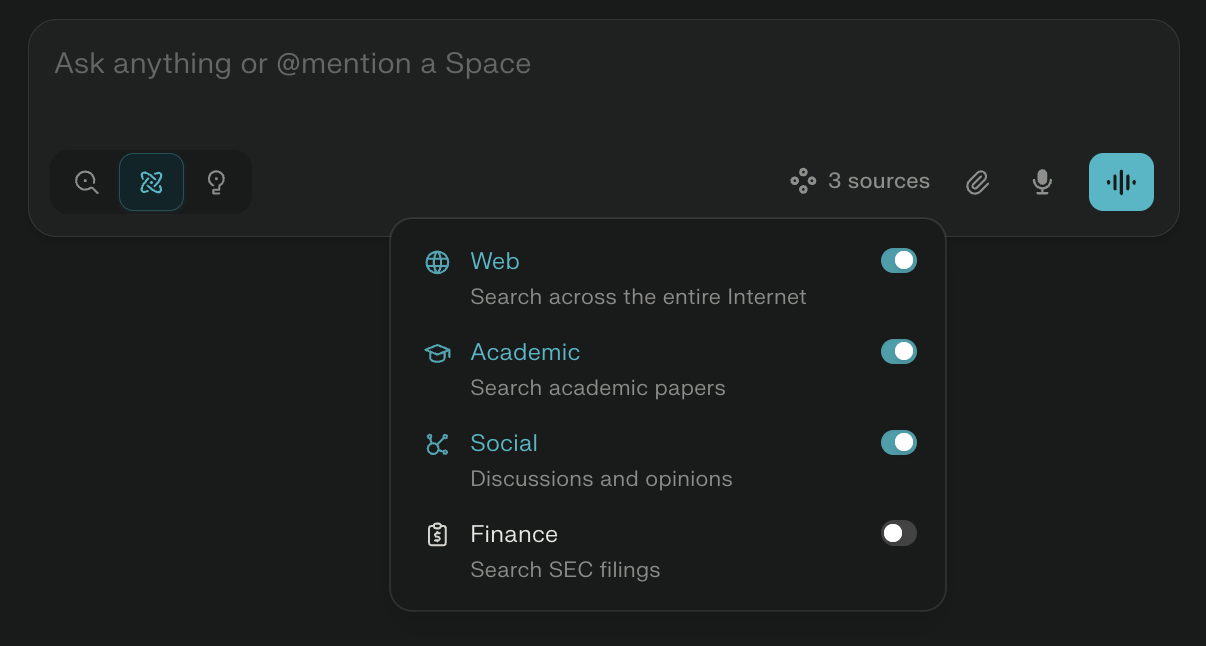 Ask anything or @mention a Space
3 sources
Web
Search across the entire Internet
Academic
Search academic papers
Social
Discussions and opinions
Finance
Search SEC filings